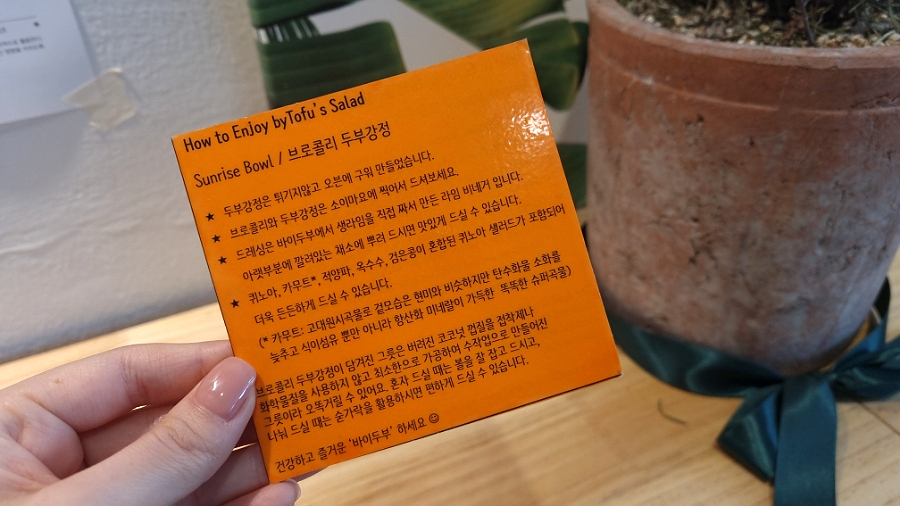 How to Enjoy byTofu's Salad
Sunrise Bowl / 브로콜리 두부강정
★ 두부강정은 튀기지않고 오븐에 구워 만들었습니다.
★ 브로콜리와 두부강정은 소이마요에 찍어서 드셔보세요.
★ 드레싱은 바이두부에서 생라임을 직접 짜서 만든 라임 비네거 입니다.
아랫부분에 깔려있는 채소에 뿌려 드시면 맛있게 드실 수 있습니다.
★ 퀴노아, 카무트*, 적양파, 옥수수, 검은콩이 혼합된 퀴노아 샐러드가 포함되어
더욱 든든하게 드실 수 있습니다.
(* 카무트: 고대원시곡물로 겉모습은 현미와 비슷하지만 탄수화물 소화를
늦추고 식이섬유 뿐만 아니라 항산화 미네랄이 가득한 똑똑한 슈퍼곡물)
브로콜리 두부강정이 담겨진 그릇은 버려진 코코넛 껍질을 접착제나
화학물질을 사용하지 않고 최소한으로 가공하여 수작업으로 만들어진
그릇이라 오뚝거릴 수 있어요. 혼자 드실 때는 볼을 잘 잡고 드시고,
나눠 드실 때는 숟가락을 활용하시면 편하게 드실 수 있습니다.
건강하고 즐거운 '바이두부' 하세요 ☺